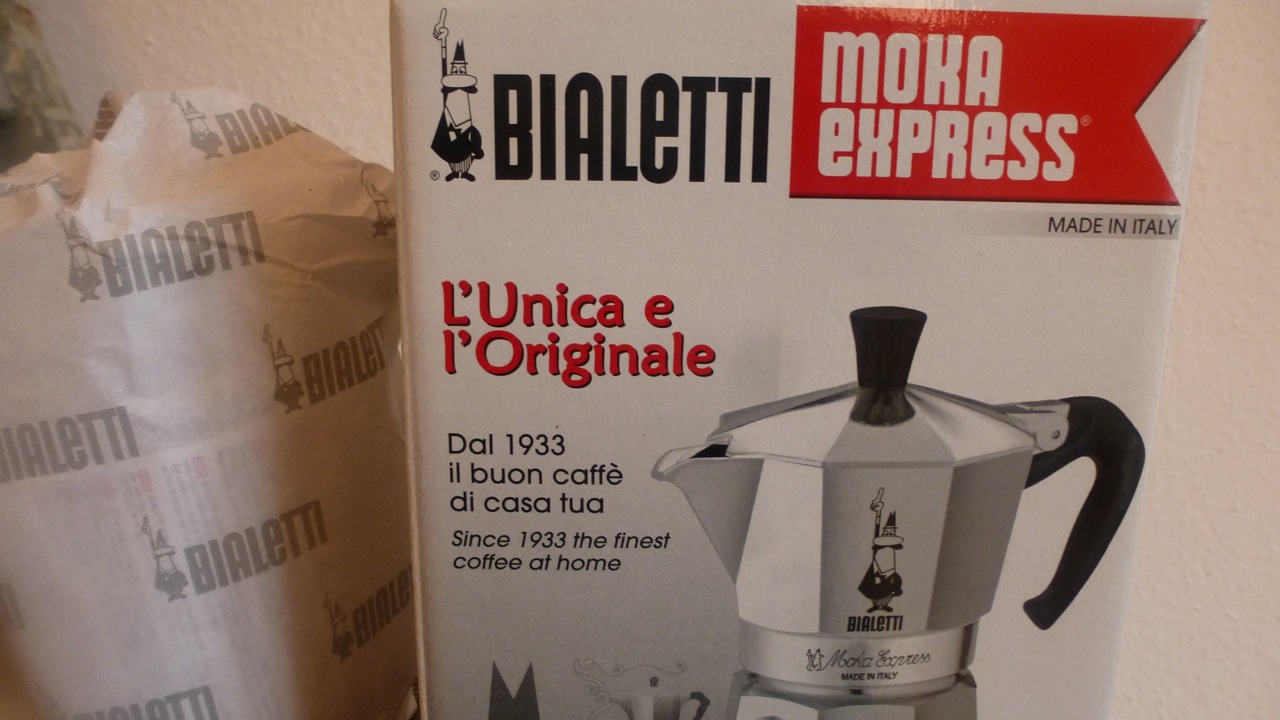 BIALETTI
MOKA
EXPRESS®
®
MADE IN ITALY
L'Unica e
l'Originale
Dal 1933
il buon caffè
di casa tua
Since 1933 the finest
coffee at home
BIALETTI
Moka Express
MADE IN ITALY
BIALETTI
BIALETTI
BIALETTI
BIALETTI
BIALETTI
BIALETTI